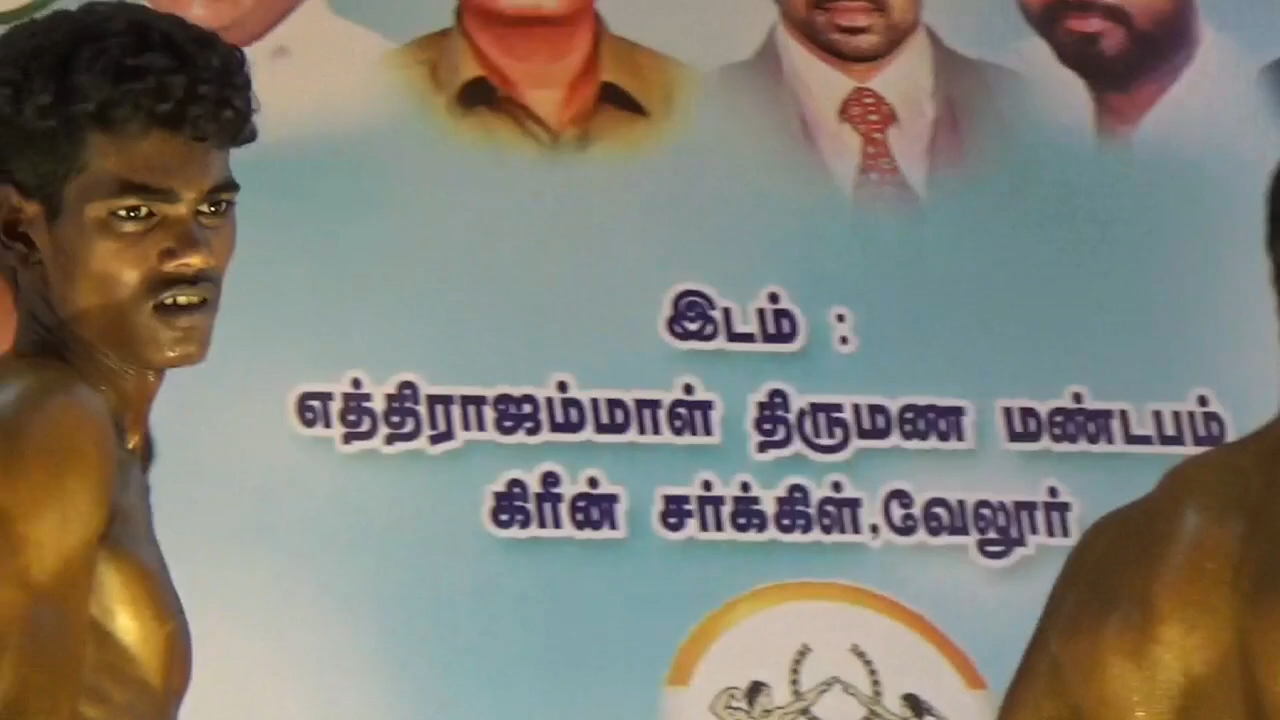 இடம் :
எத்திராஜம்மாள் திருமண மண்டபம்
கிரீன் சர்க்கிள்,வேலூர்